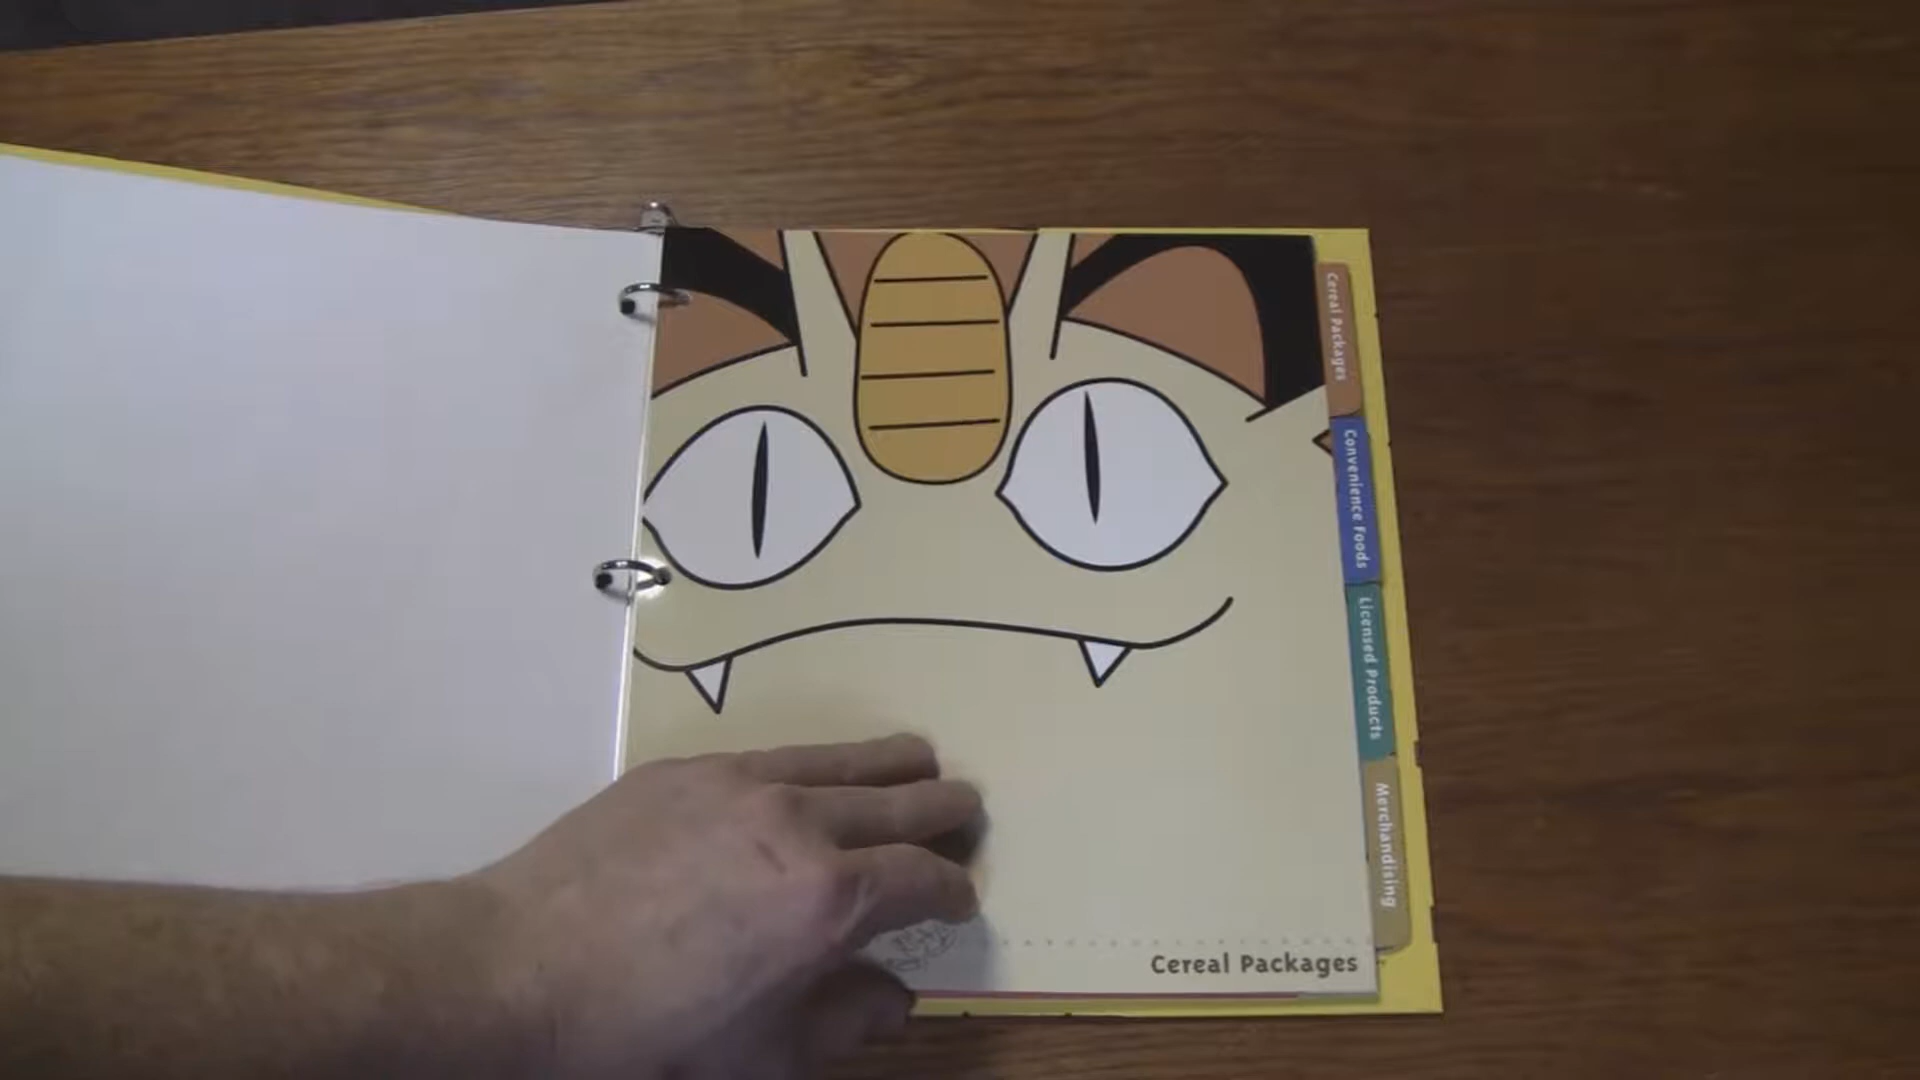 Cereal Packages
Convenience Foods
Licensed Products
Merchandising
Cereal Packages